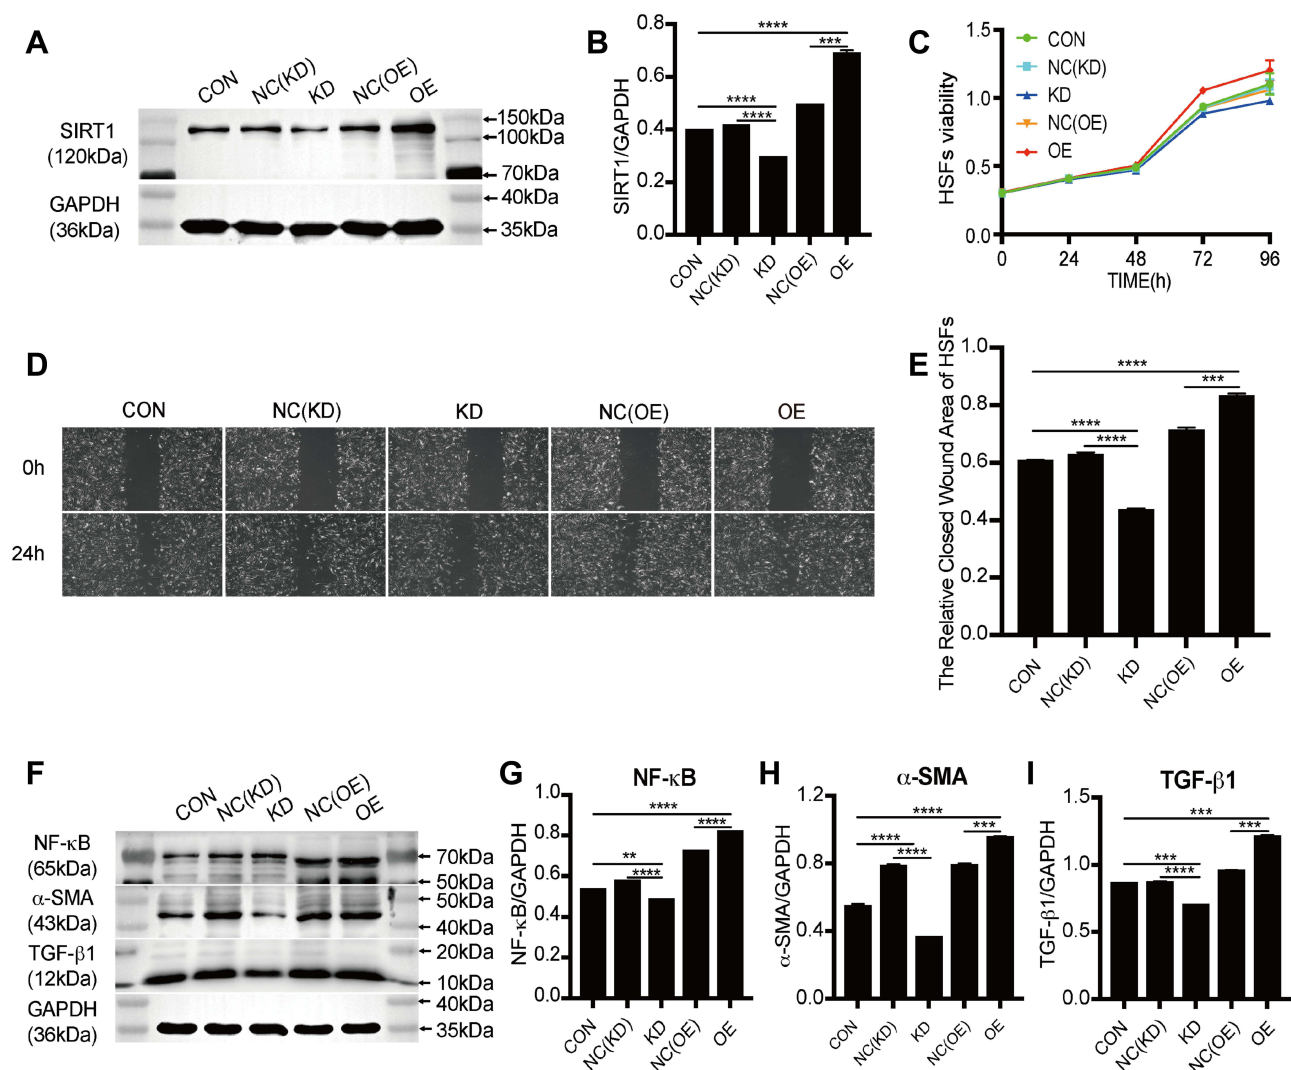 A
CON NC(KD) KD NC(OE) OE
SIRT1
(120kDa)
GAPDH
(36kDa)
150kDa
100kDa
70kDa
40kDa
35kDa
B
SIRT1/GAPDH
0.8
0.6
0.4
0.2
0.0
****
***
****
****
CON NC(KD) KD NC(OE) OE
C
HSFs viability
1.5
1.0
0.5
0.0
CON
NC(KD)
KD
NC(OE)
OE
0 24 48 72 96
TIME(h)
D
CON NC(KD) KD NC(OE) OE
0h
24h
E
The Relative Closed Wound Area of HSFs
1.0
0.8
0.6
0.4
0.2
0.0
****
***
****
****
CON NC(KD) KD NC(OE) OE
F
CON NC(KD) KD NC(OE) OE
NF-κB
(65kDa)
α-SMA
(43kDa)
TGF-β1
(12kDa)
GAPDH
(36kDa)
70kDa
50kDa
50kDa
40kDa
20kDa
10kDa
40kDa
35kDa
G
NF-κB
NF-κB/GAPDH
1.0
0.8
0.6
0.4
0.2
0.0
****
****
**
****
CON NC(KD) KD NC(OE) OE
H
α-SMA
α-SMA/GAPDH
1.2
0.8
0.4
0.0
****
***
****
****
CON NC(KD) KD NC(OE) OE
I
TGF-β1
TGF-β1/GAPDH
1.5
1.0
0.5
0.0
***
***
***
****
CON NC(KD) KD NC(OE) OE